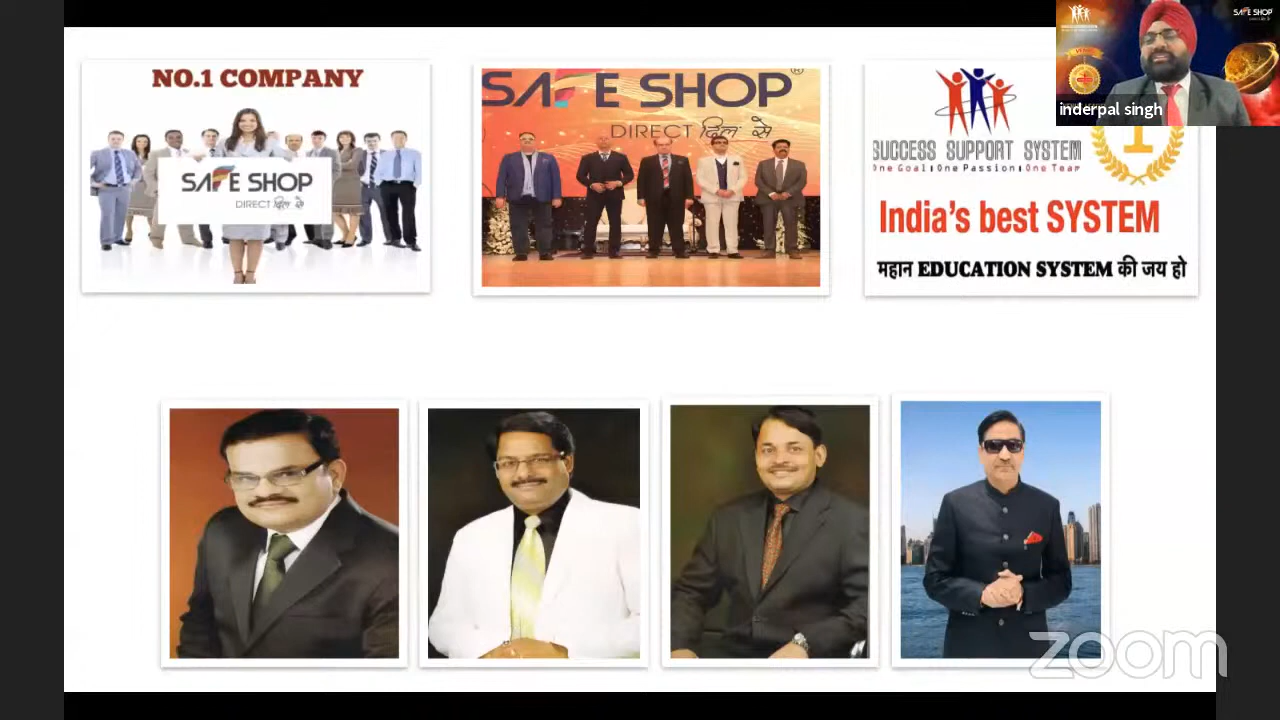 NO.1 COMPANY
SAFE SHOP
DIRECT दिल से
SAFE SHOP®
DIRECT दिल से
SUCCESS SUPPORT SYSTEM
One Goal One Passion One Team
1
India's best SYSTEM
महान EDUCATION SYSTEM की जय हो
SAFE SHOP
inderpal singh
zoom